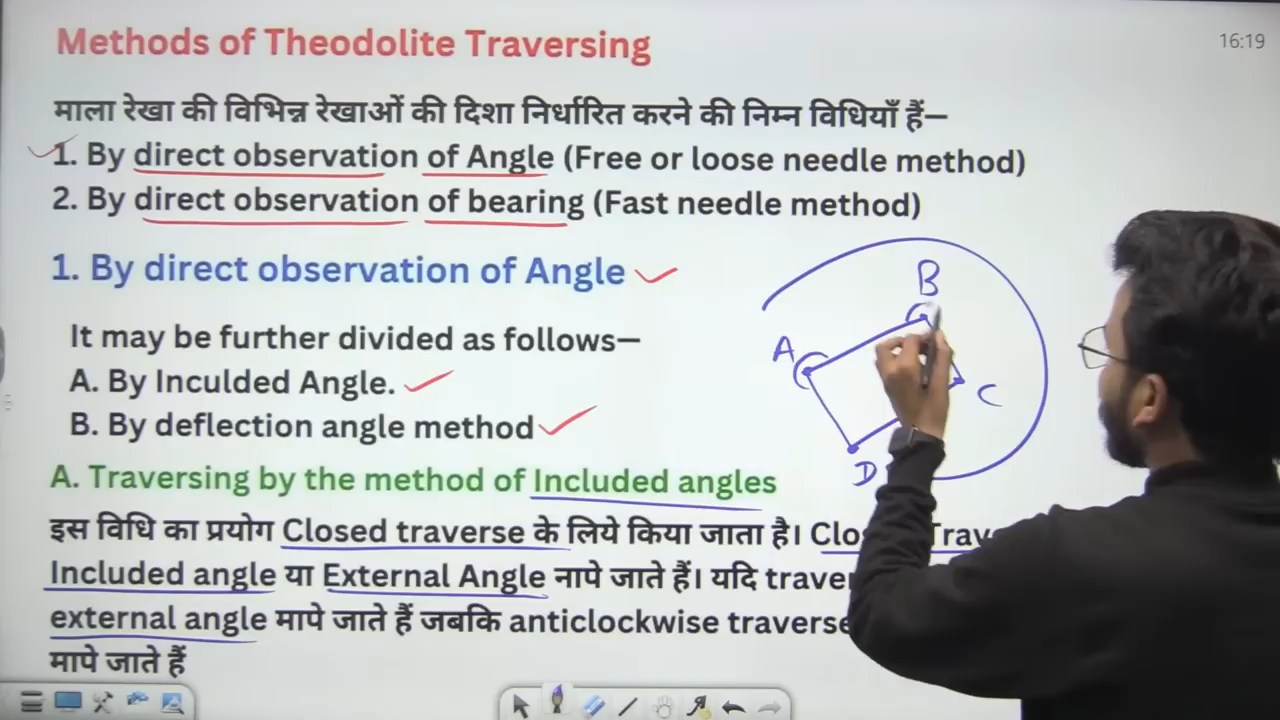 Methods of Theodolite Traversing
16:19
माला रेखा की विभिन्न रेखाओं की दिशा निर्धारित करने की निम्न विधियाँ हैं—
1. By direct observation of Angle (Free or loose needle method)
2. By direct observation of bearing (Fast needle method)
1. By direct observation of Angle
It may be further divided as follows—
A. By Inculded Angle.
B. By deflection angle method
B
A
C
D
A. Traversing by the method of Included angles
इस विधि का प्रयोग Closed traverse के लिये किया जाता है।
Included angle या External Angle नापे जाते हैं। यदि
external angle मापे जाते हैं जबकि anticlockwise traverse
मापे जाते हैं